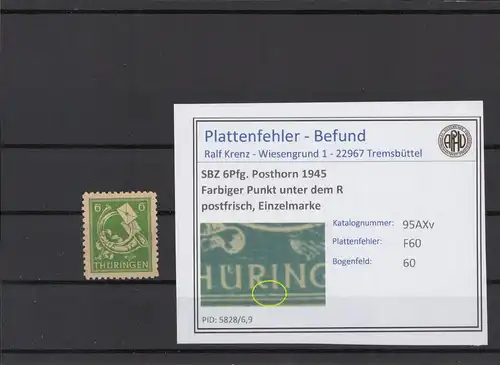 6 6
THÜRINGEN
Plattenfehler - Befund
Ralf Krenz - Wiesengrund 1 - 22967 Tremsbüttel
SBZ 6Pfg. Posthorn 1945
Farbiger Punkt unter dem R
postfrisch, Einzelmarke
HÜRING
Katalognummer: 95AXv
Plattenfehler: F60
Bogenfeld: 60
PID: 5828/6,9